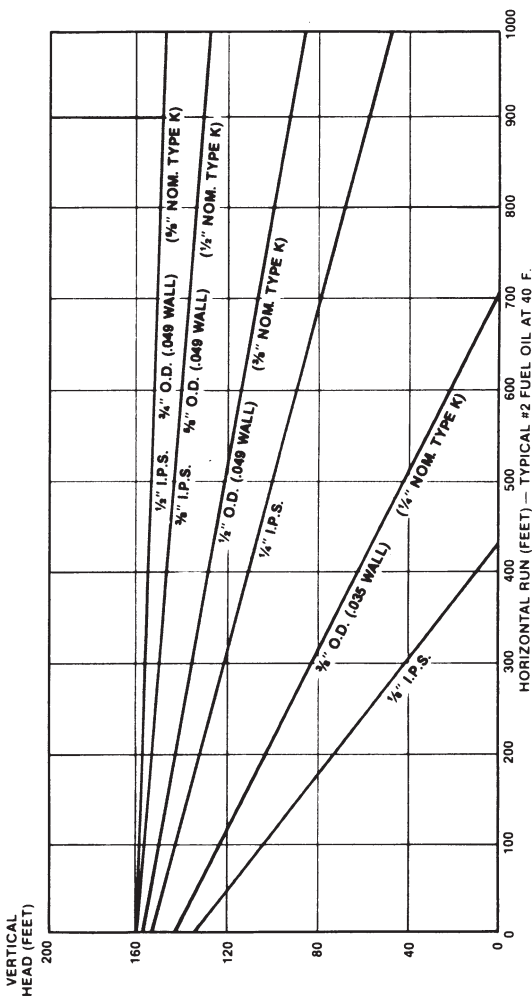 VERTICAL
HEAD (FEET)
200
160
120
80
40
0
½" I.P.S. ¾" O.D. (.049 WALL) (⅝" NOM. TYPE K)
⅜" I.P.S. ⅝" O.D. (.049 WALL) (½" NOM. TYPE K)
½" O.D. (.049 WALL) (⅜" NOM. TYPE K)
¼" I.P.S.
⅜" O.D. (.035 WALL) (¼" NOM. TYPE K)
⅛" I.P.S.
0 100 200 300 400 500 600 700 800 900 1000
HORIZONTAL RUN (FEET) — TYPICAL #2 FUEL OIL AT 40 F.